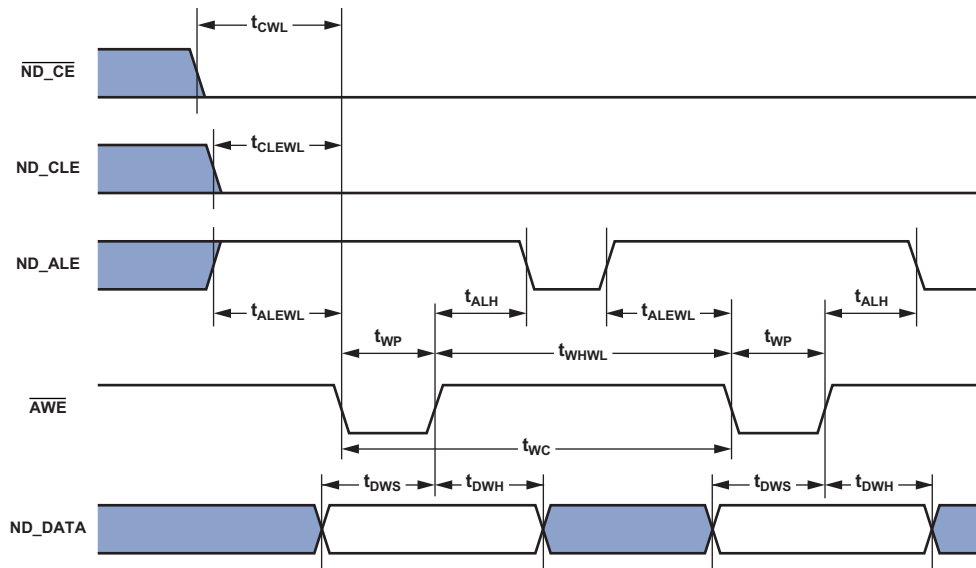 tCWL
ND_CE
tCLEWL
ND_CLE
ND_ALE
tALH tALH
tALEWL tALEWL
tWP tWHWL tWP
AWE
tWC
tDWS tDWH tDWS tDWH
ND_DATA